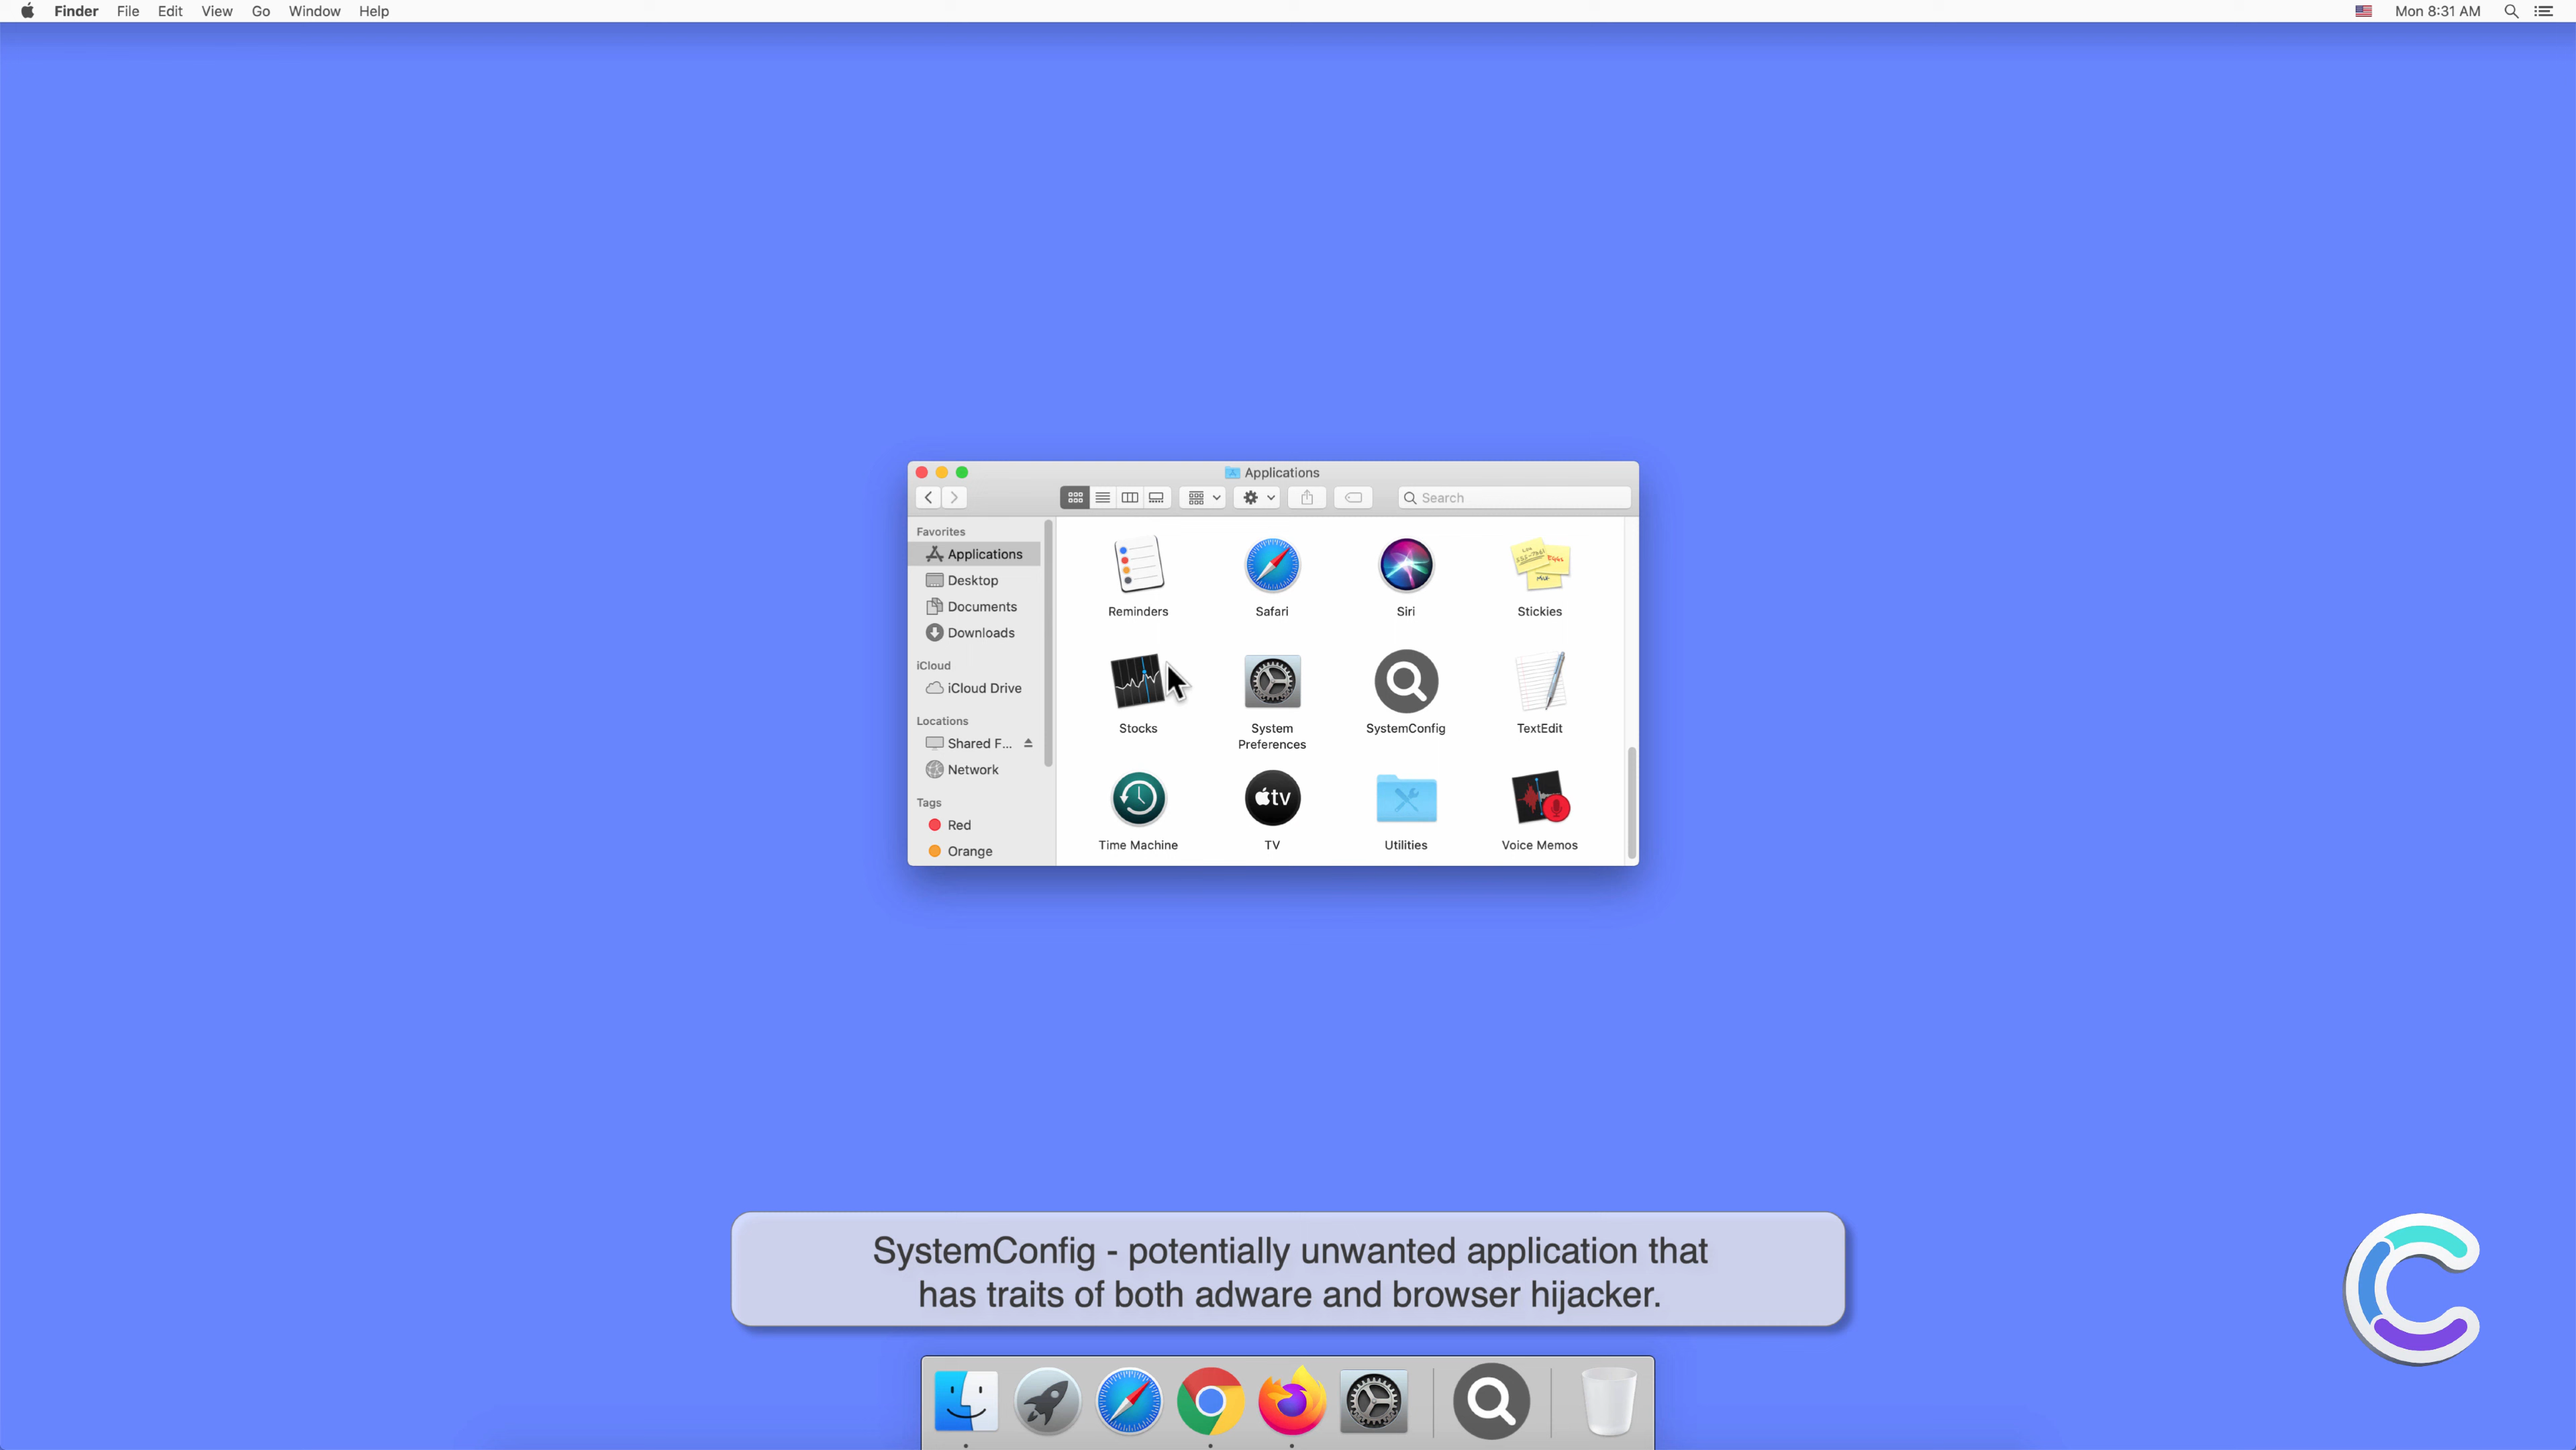 Finder File Edit View Go Window Help Mon 8:31 AM
Applications
Search
Favorites
Applications
Desktop
Documents
Downloads
iCloud
iCloud Drive
Locations
Shared F...
Network
Tags
Red
Orange
Reminders Safari Siri Stickies
Stocks System Preferences SystemConfig TextEdit
tv
Time Machine TV Utilities Voice Memos
SystemConfig - potentially unwanted application that
has traits of both adware and browser hijacker.